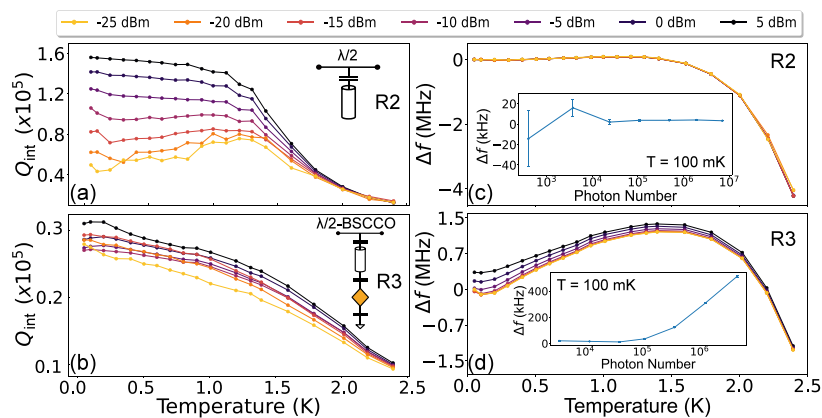 -25 dBm -20 dBm -15 dBm -10 dBm -5 dBm 0 dBm 5 dBm
1.6
1.2
0.8
0.4
Q_int (x10^5)
(a)
λ/2
R2
0
−2
−4
Δf (MHz)
(c)
R2
20
0
−20
−40
Δf (kHz)
T = 100 mK
10^3 10^4 10^5 10^6 10^7
Photon Number
0.3
0.2
0.1
Q_int (x10^5)
(b)
λ/2-BSCCO
R3
0.0 0.5 1.0 1.5 2.0 2.5
Temperature (K)
1.5
0.7
0
−0.7
−1.5
Δf (MHz)
(d)
R3
400
200
0
Δf (kHz)
T = 100 mK
10^4 10^5 10^6
Photon Number
0.0 0.5 1.0 1.5 2.0 2.5
Temperature (K)